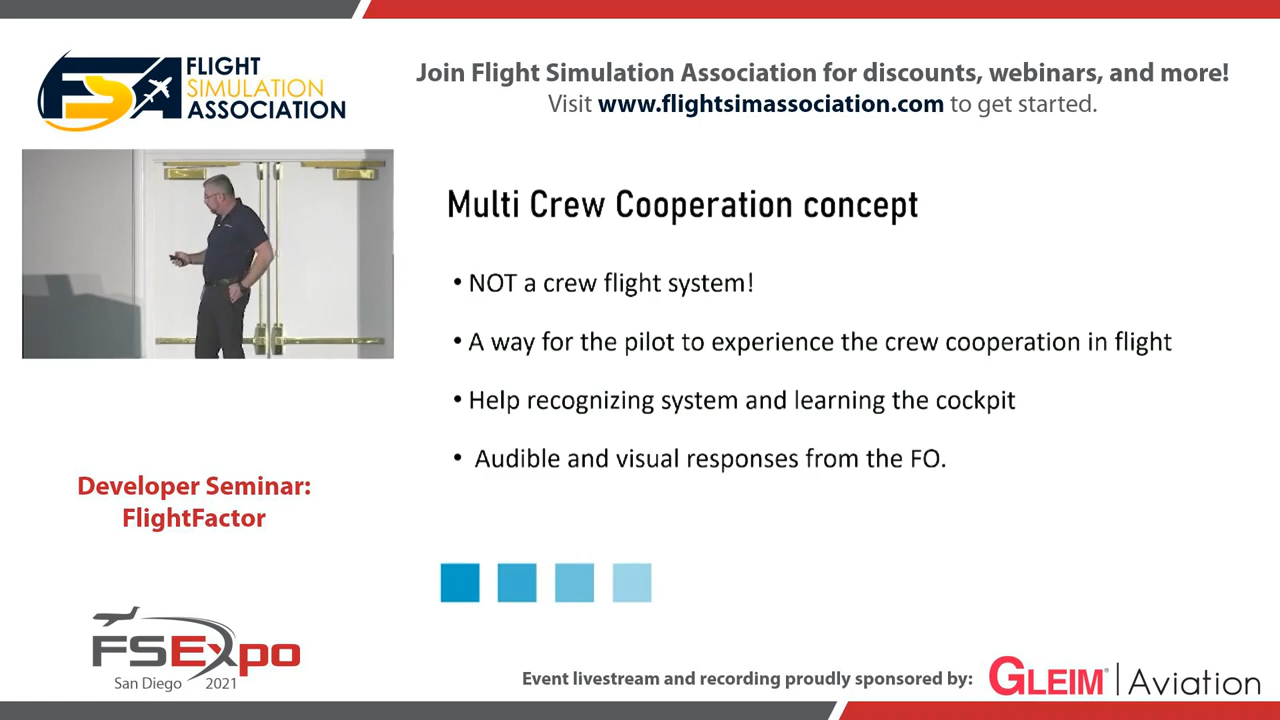 FSA
FLIGHT
SIMULATION
ASSOCIATION
Join Flight Simulation Association for discounts, webinars, and more!
Visit www.flightsimassociation.com to get started.
Multi Crew Cooperation concept
• NOT a crew flight system!
• A way for the pilot to experience the crew cooperation in flight
• Help recognizing system and learning the cockpit
• Audible and visual responses from the FO.
Developer Seminar:
FlightFactor
FSExpo
San Diego 2021
Event livestream and recording proudly sponsored by:
GLEIM® | Aviation